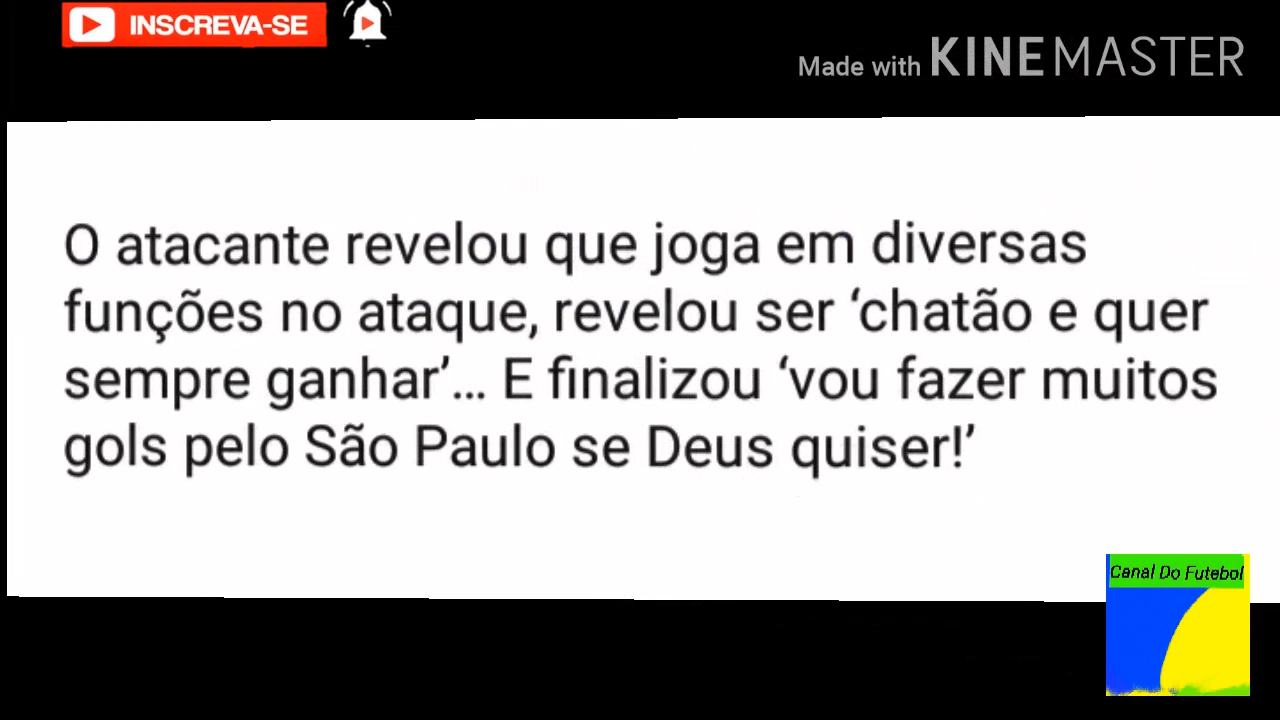 INSCREVA-SE
Made with KINEMASTER
O atacante revelou que joga em diversas
funções no ataque, revelou ser ‘chatão e quer
sempre ganhar’... E finalizou ‘vou fazer muitos
gols pelo São Paulo se Deus quiser!’
Canal Do Futebol